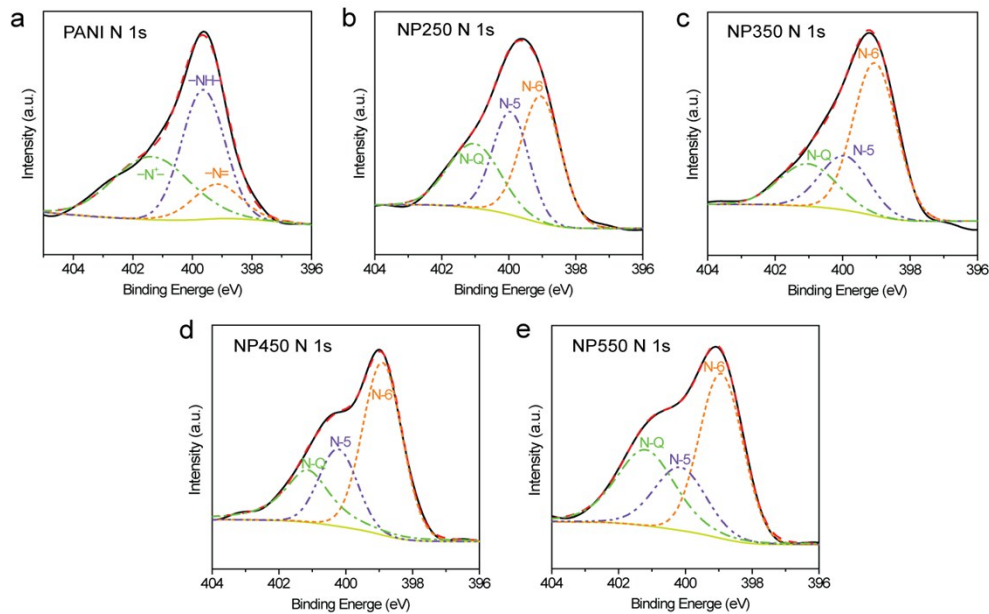 a
PANI N 1s
–NH–
–N⁺–
–N=
Intensity (a.u.)
404 402 400 398 396
Binding Energe (eV)
b
NP250 N 1s
N-6
N-5
N-Q
Intensity (a.u.)
404 402 400 398 396
Binding Energe (eV)
c
NP350 N 1s
N-6
N-5
N-Q
Intensity (a.u.)
404 402 400 398 396
Binding Energe (eV)
d
NP450 N 1s
N-6
N-5
N-Q
Intensity (a.u.)
404 402 400 398 396
Binding Energe (eV)
e
NP550 N 1s
N-6
N-Q
N-5
Intensity (a.u.)
404 402 400 398 396
Binding Energe (eV)